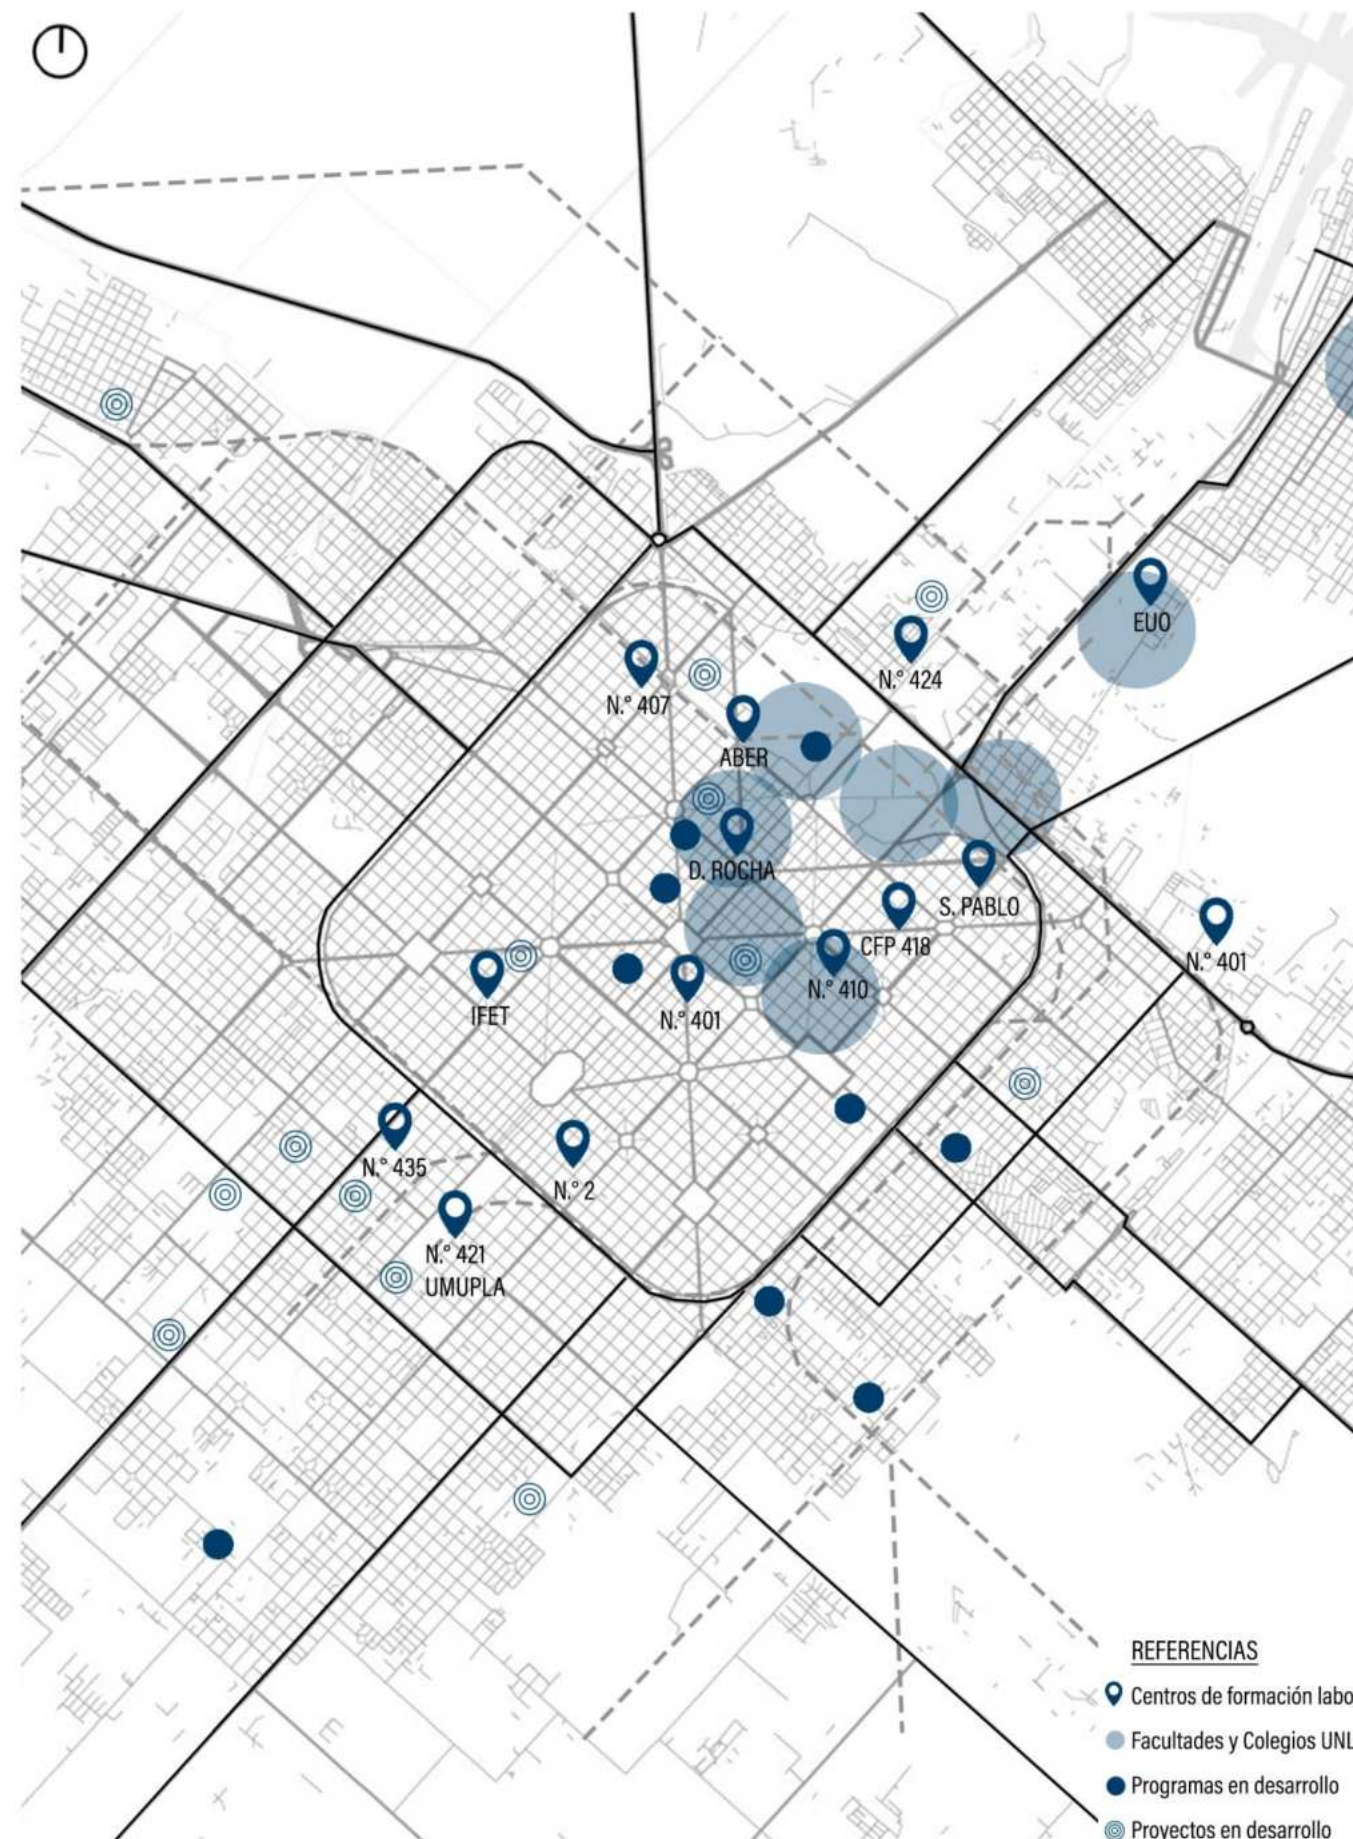 EUO
N.° 424
N.° 407
ABER
D. ROCHA
S. PABLO
CFP 418
N.° 401
N.° 410
IFET
N.° 401
N.° 435
N.° 2
N.° 421
UMUPLA
REFERENCIAS
Centros de formación labo
Facultades y Colegios UNL
Programas en desarrollo
Proyectos en desarrollo